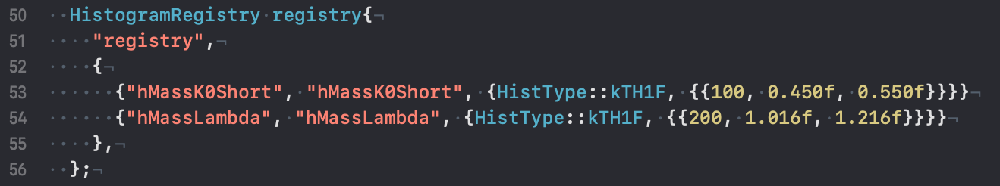 50 HistogramRegistry registry{
51 "registry",
52 {
53 {"hMassK0Short", "hMassK0Short", {HistType::kTH1F, {{100, 0.450f, 0.550f}}}}
54 {"hMassLambda", "hMassLambda", {HistType::kTH1F, {{200, 1.016f, 1.216f}}}}
55 },
56 };